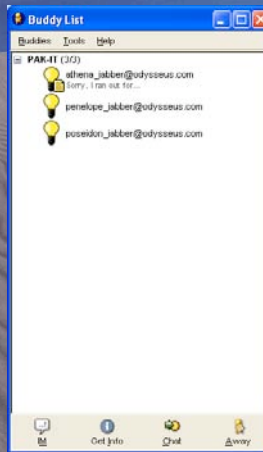 Buddy List
Buddies Tools Help
PAK-IT (3/3)
athena_jabber@odysseus.com
Sorry, I ran out for...
penelope_jabber@odysseus.com
poseidon_jabber@odysseus.com
IM Get Info Chat Away